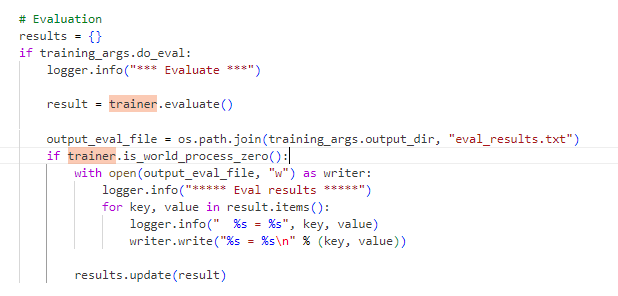 # Evaluation
results = {}
if training_args.do_eval:
    logger.info("*** Evaluate ***")

    result = trainer.evaluate()

    output_eval_file = os.path.join(training_args.output_dir, "eval_results.txt")
    if trainer.is_world_process_zero():
        with open(output_eval_file, "w") as writer:
            logger.info("***** Eval results *****")
            for key, value in result.items():
                logger.info("  %s = %s", key, value)
                writer.write("%s = %s\n" % (key, value))

        results.update(result)